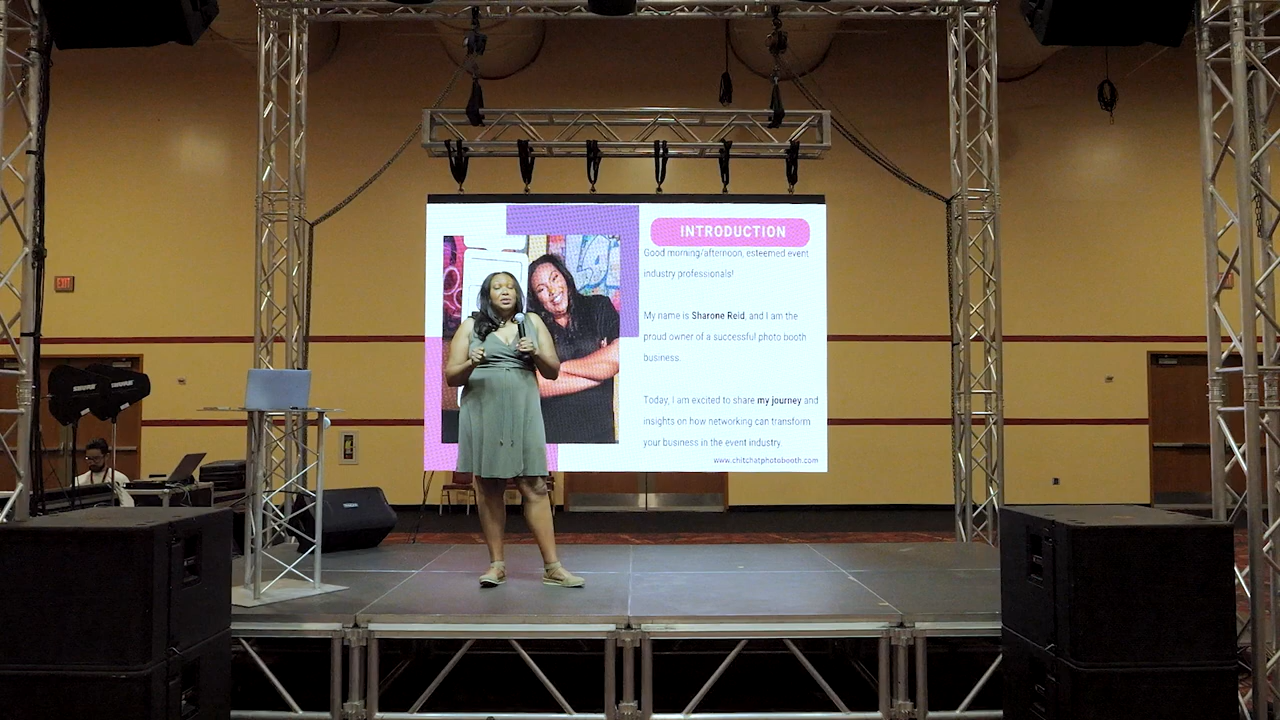 EXIT
INTRODUCTION
Good morning/afternoon, esteemed event
industry professionals!
My name is Sharone Reid, and I am the
proud owner of a successful photo booth
business.
Today, I am excited to share my journey and
insights on how networking can transform
your business in the event industry.
www.chitchatphotobooth.com